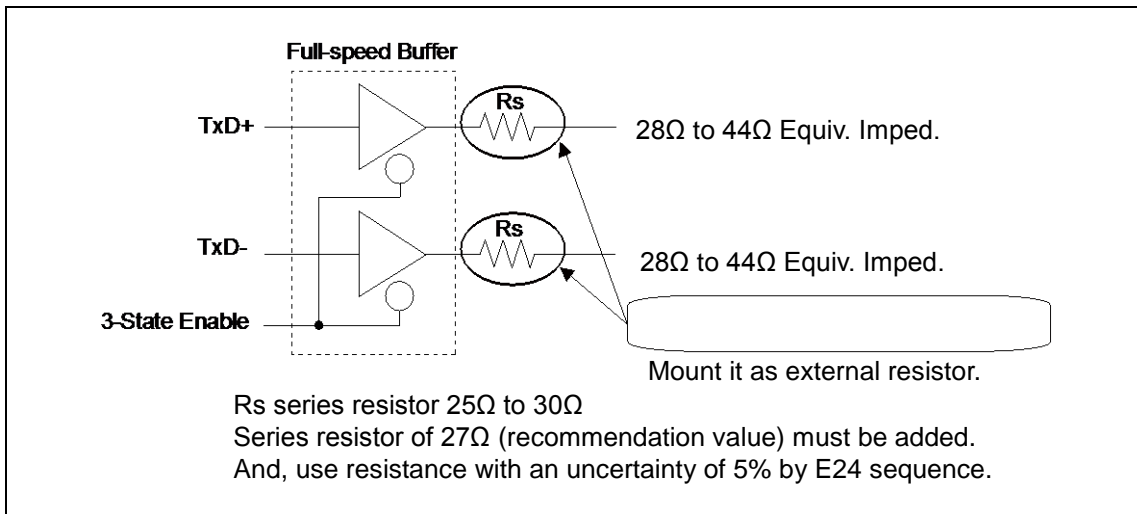 Full-speed Buffer
Rs
TxD+
28Ω to 44Ω Equiv. Imped.
Rs
TxD-
28Ω to 44Ω Equiv. Imped.
3-State Enable
Mount it as external resistor.
Rs series resistor 25Ω to 30Ω
Series resistor of 27Ω (recommendation value) must be added.
And, use resistance with an uncertainty of 5% by E24 sequence.